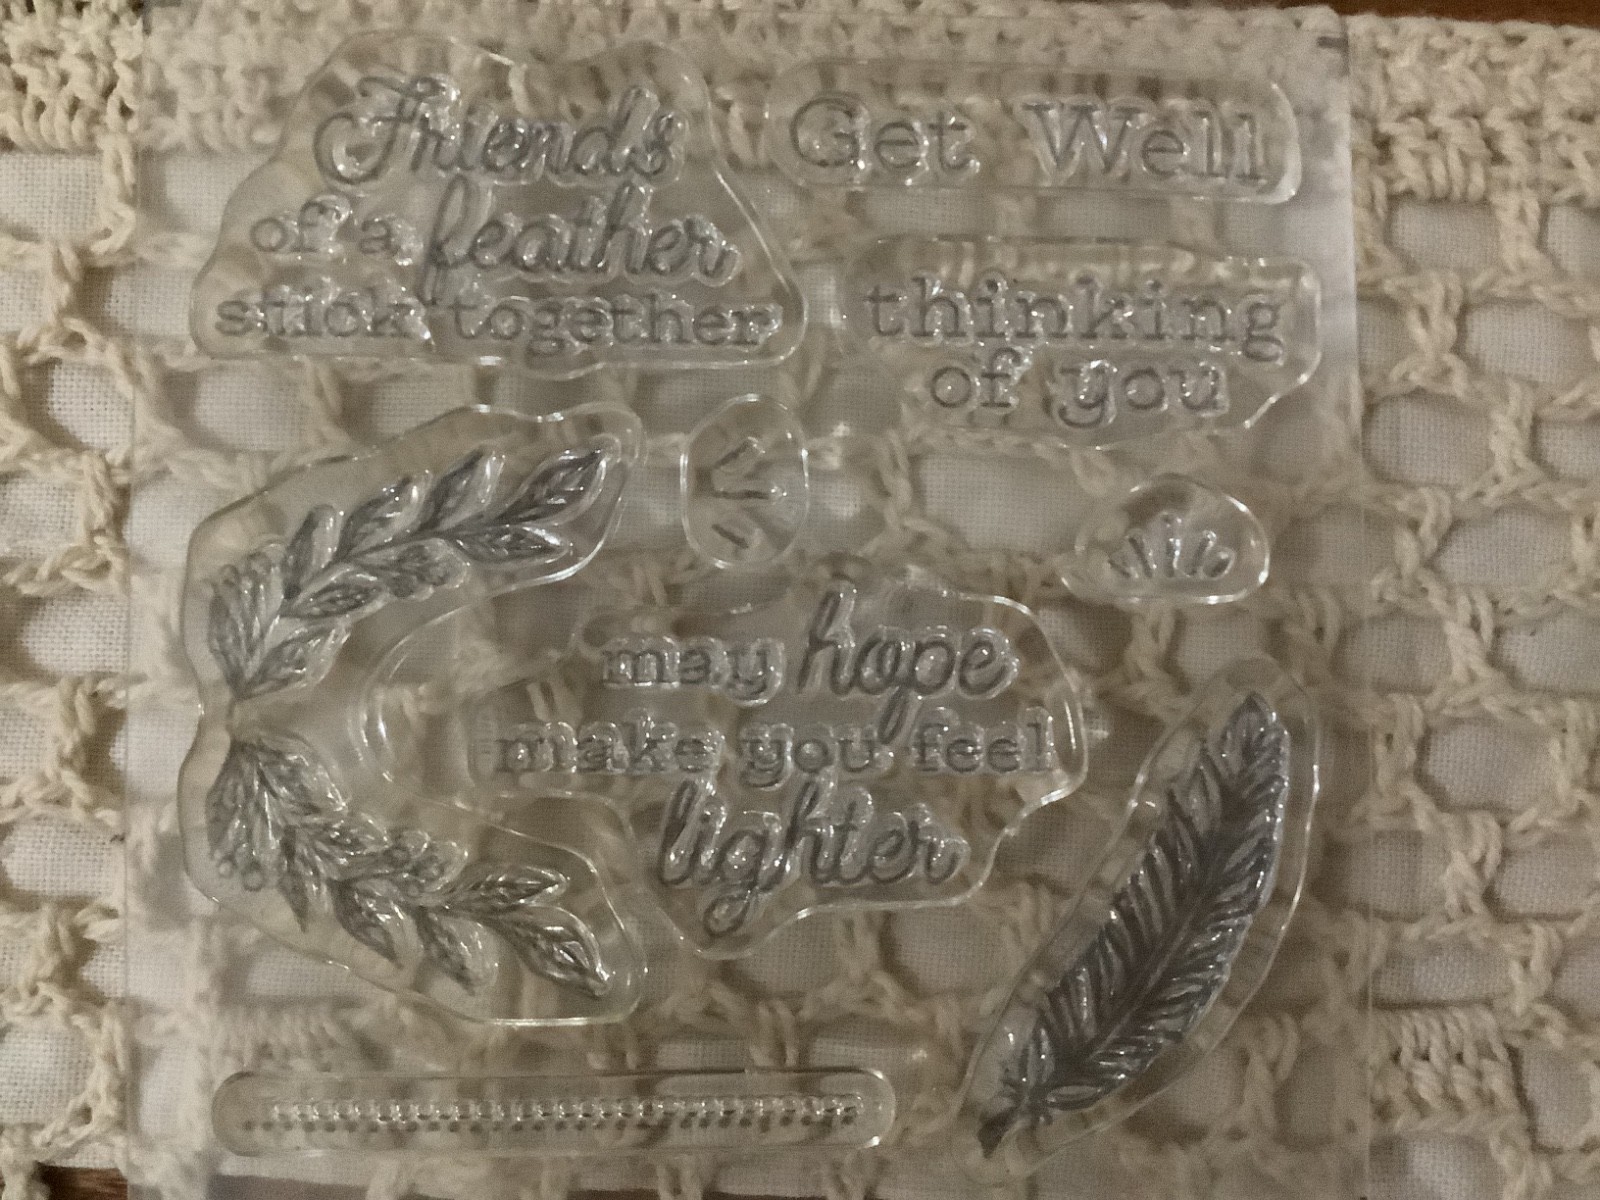 Friends
of a feather
stick together
Get Well
thinking
of you
may hope
make you feel
lighter